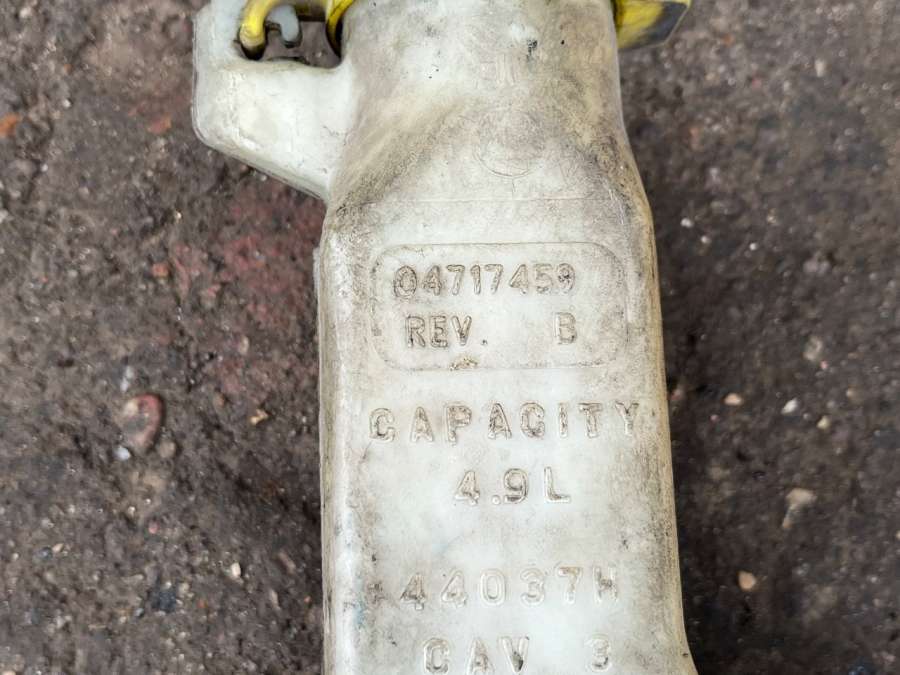 04717459
REV. B
CAPACITY
4.9L
44037H
CAV 3